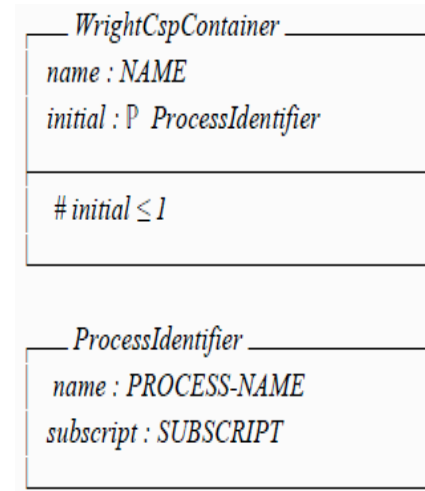 WrightCspContainer
name : NAME
initial : ℙ ProcessIdentifier
# initial ≤ 1
ProcessIdentifier
name : PROCESS-NAME
subscript : SUBSCRIPT